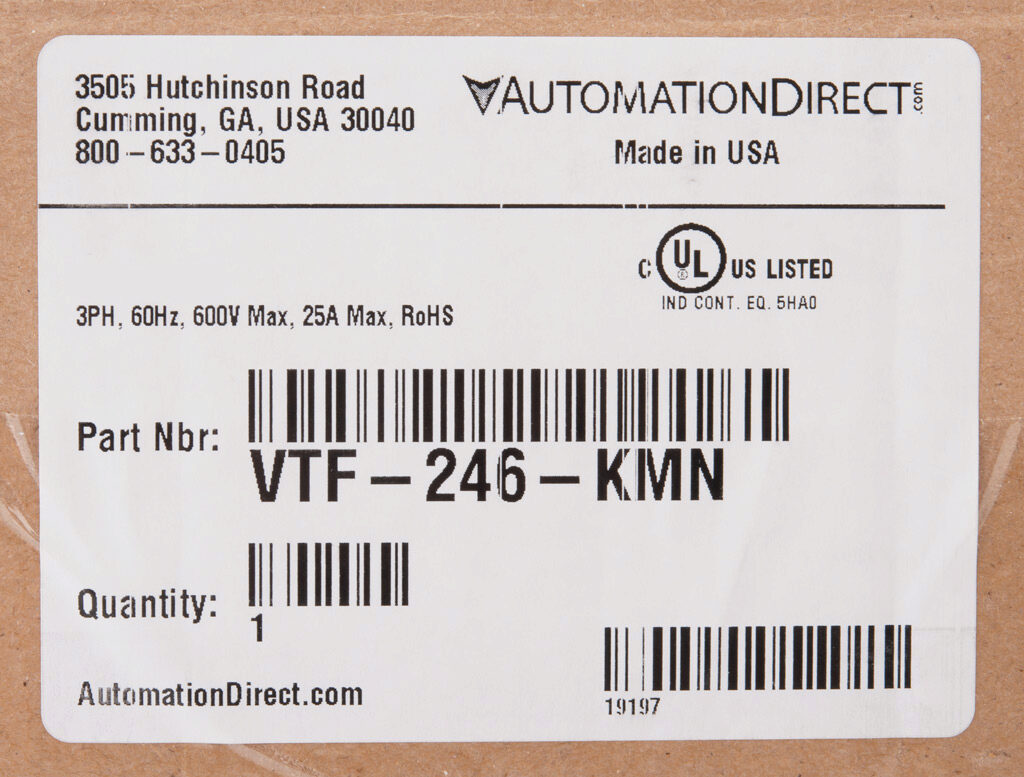 3505 Hutchinson Road
Cumming, GA, USA 30040
800-633-0405
AUTOMATIONDIRECT.com
Made in USA
C UL® US LISTED
IND CONT. EQ. 5HA0
3PH, 60Hz, 600V Max, 25A Max, RoHS
Part Nbr:
VTF-246-KMN
Quantity:
1
AutomationDirect.com
19197